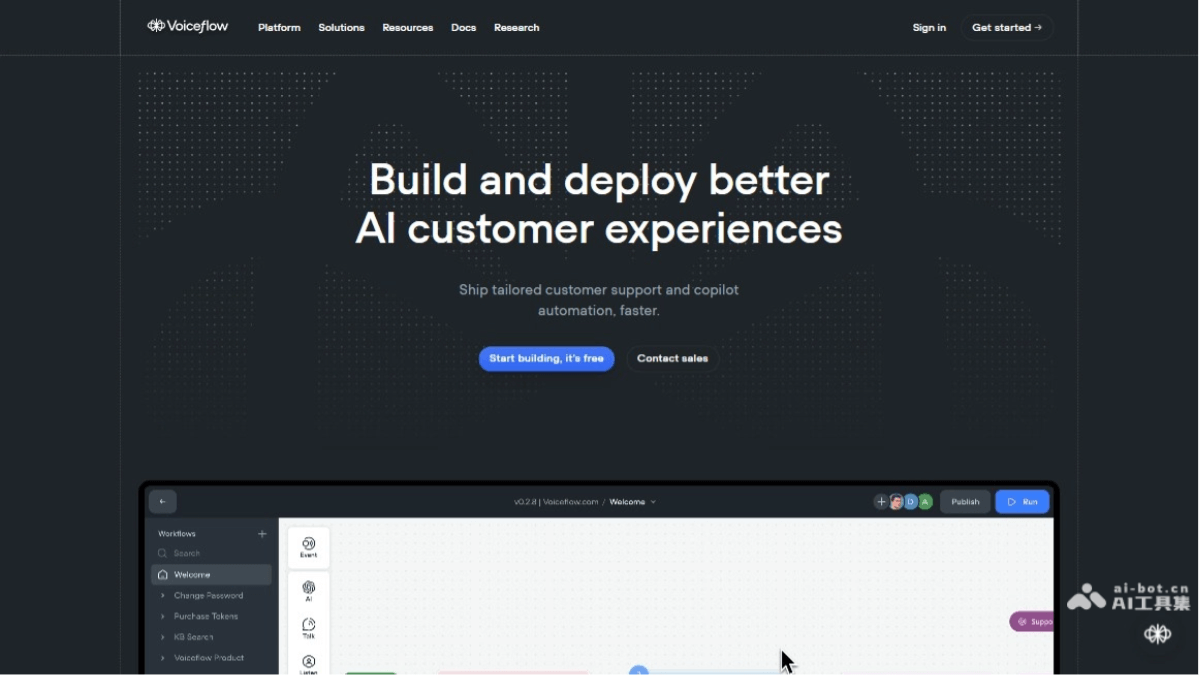 Voiceflow
Platform Solutions Resources Docs Research
Sign in Get started →
Build and deploy better
AI customer experiences
Ship tailored customer support and copilot
automation, faster.
Start building, it's free Contact sales
v0.2.8 | Voiceflow.com / Welcome
D A Publish Run
Workflows
Search
Welcome
Change Password
Purchase Tokens
KB Search
Voiceflow Product
Event
AI
Talk
Listen
Suppo
ai-bot.cn
AI工具集